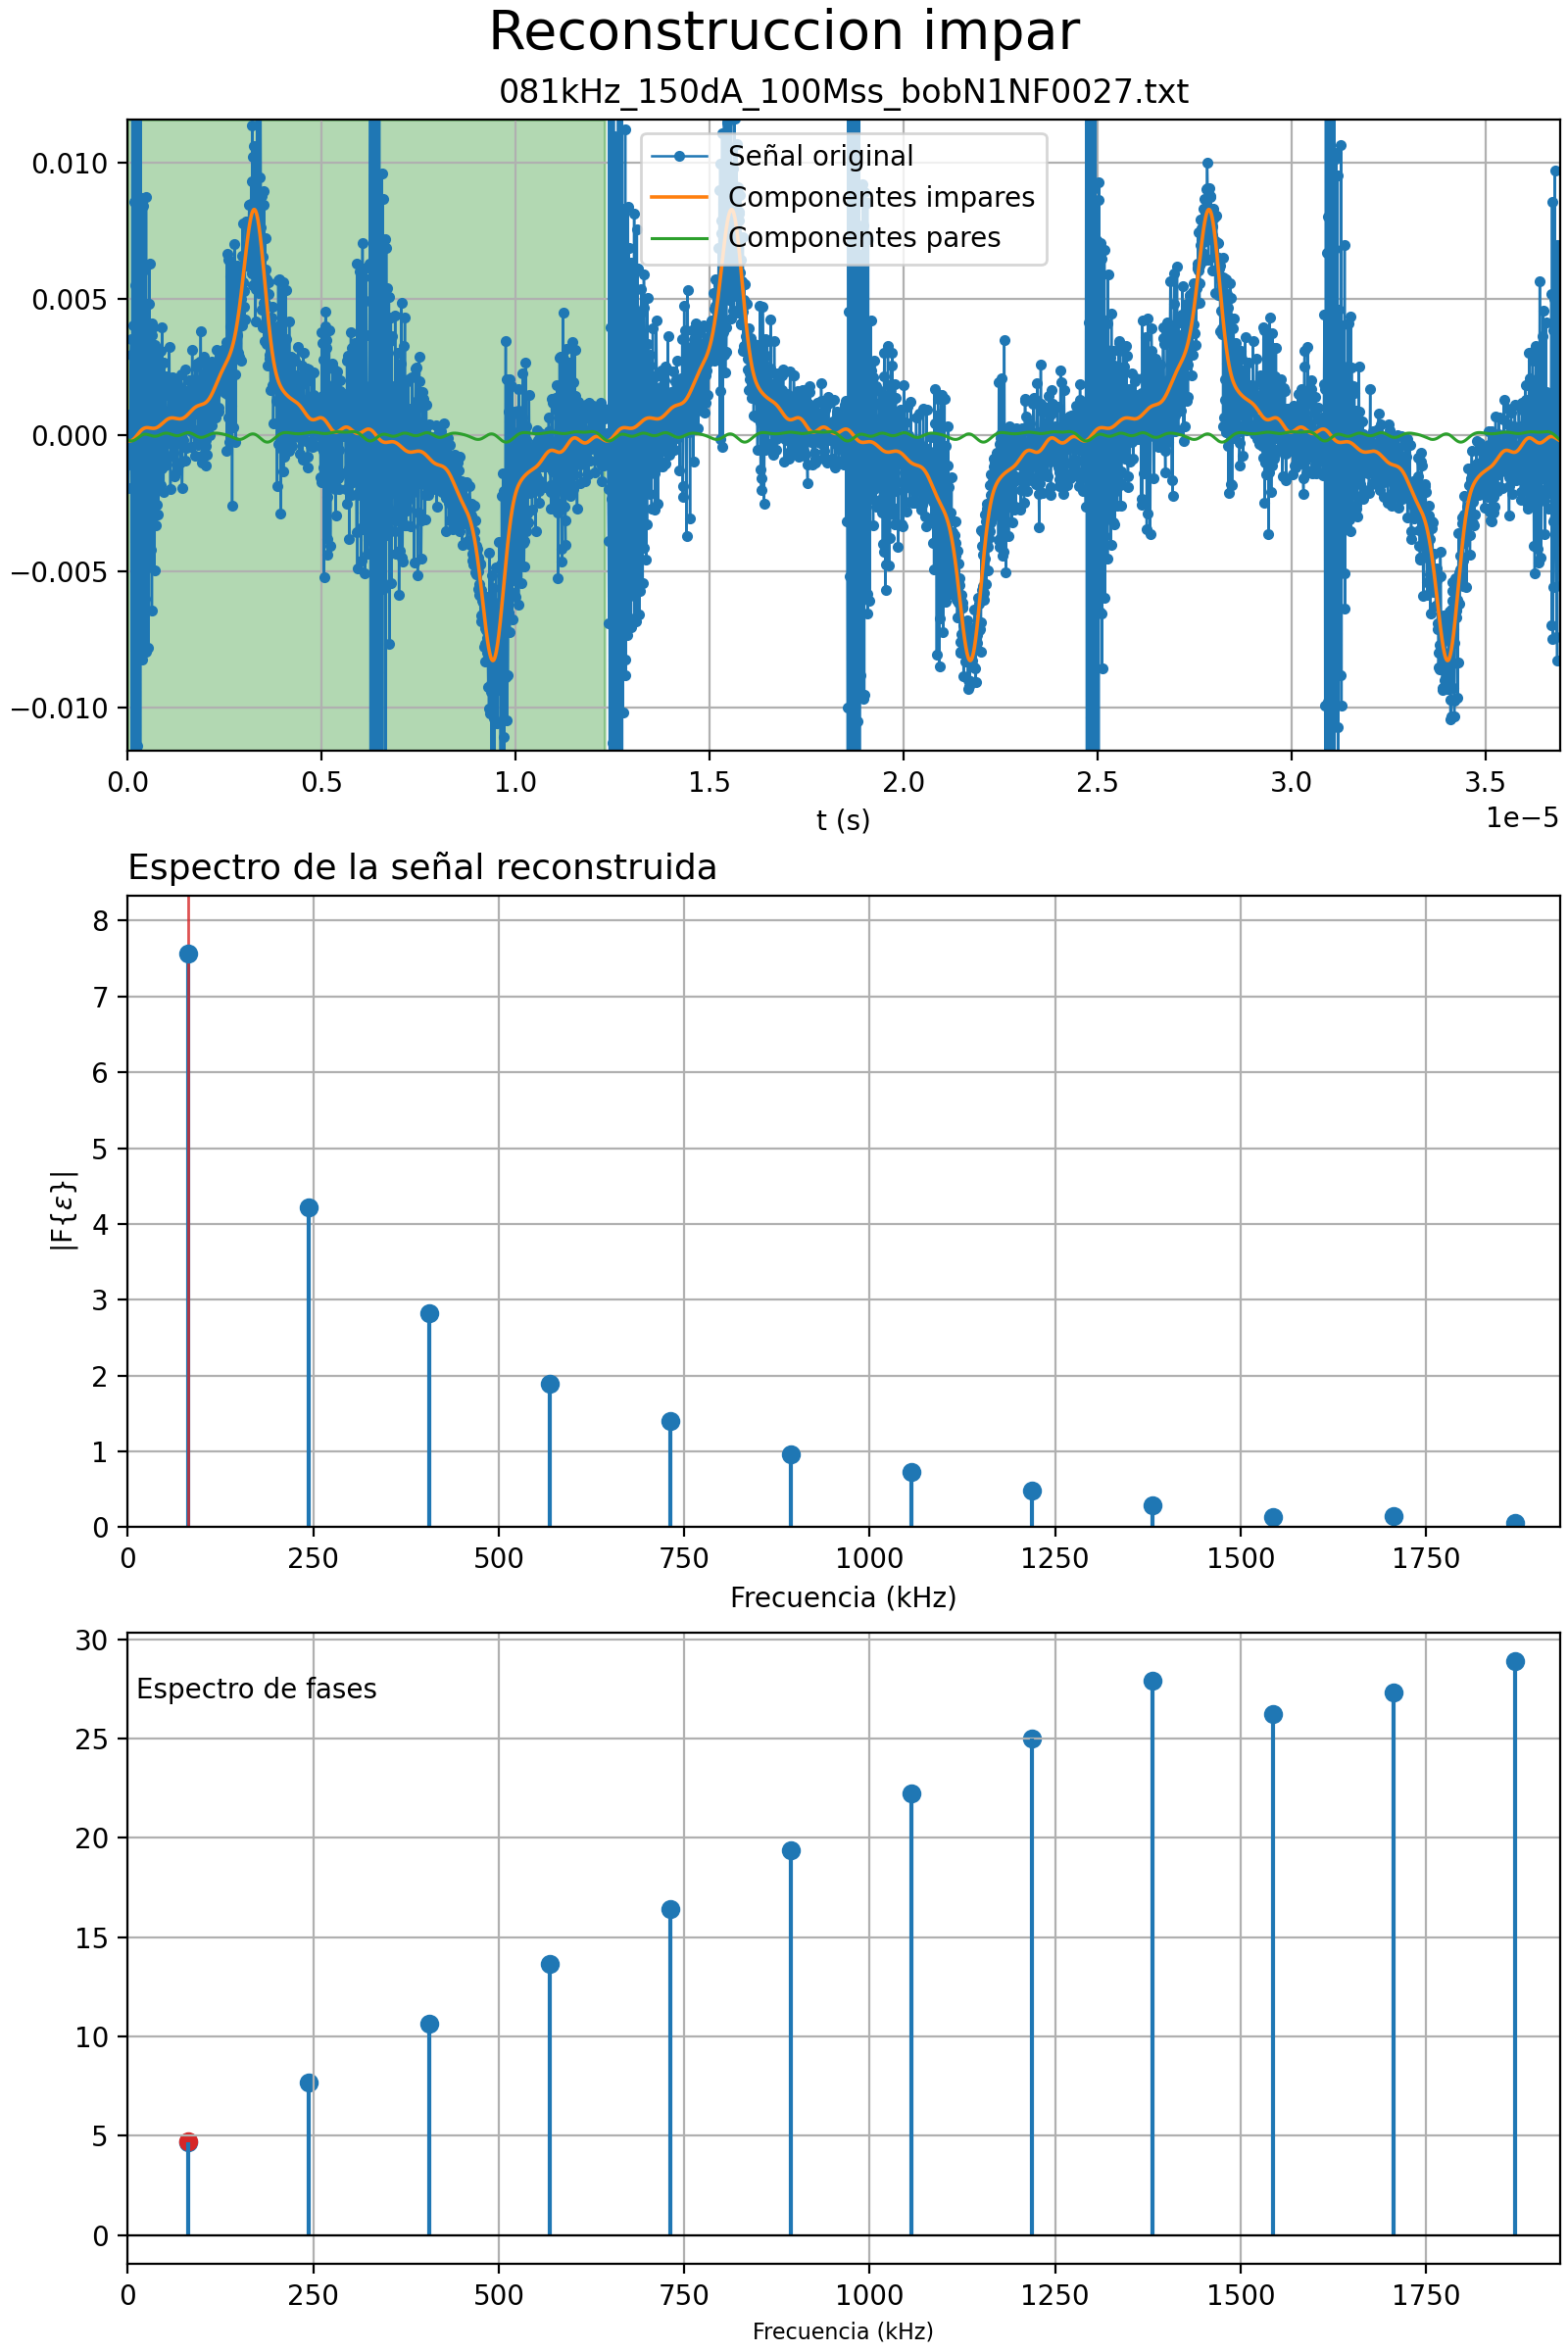 Reconstruccion impar
081kHz_150dA_100Mss_bobN1NF0027.txt
Señal original
Componentes impares
Componentes pares
0.010
0.005
0.000
−0.005
−0.010
0.0 0.5 1.0 1.5 2.0 2.5 3.0 3.5
1e−5
t (s)
Espectro de la señal reconstruida
8
7
6
5
4
3
2
1
0
|F{ε}|
0 250 500 750 1000 1250 1500 1750
Frecuencia (kHz)
30
Espectro de fases
25
20
15
10
5
0
0 250 500 750 1000 1250 1500 1750
Frecuencia (kHz)